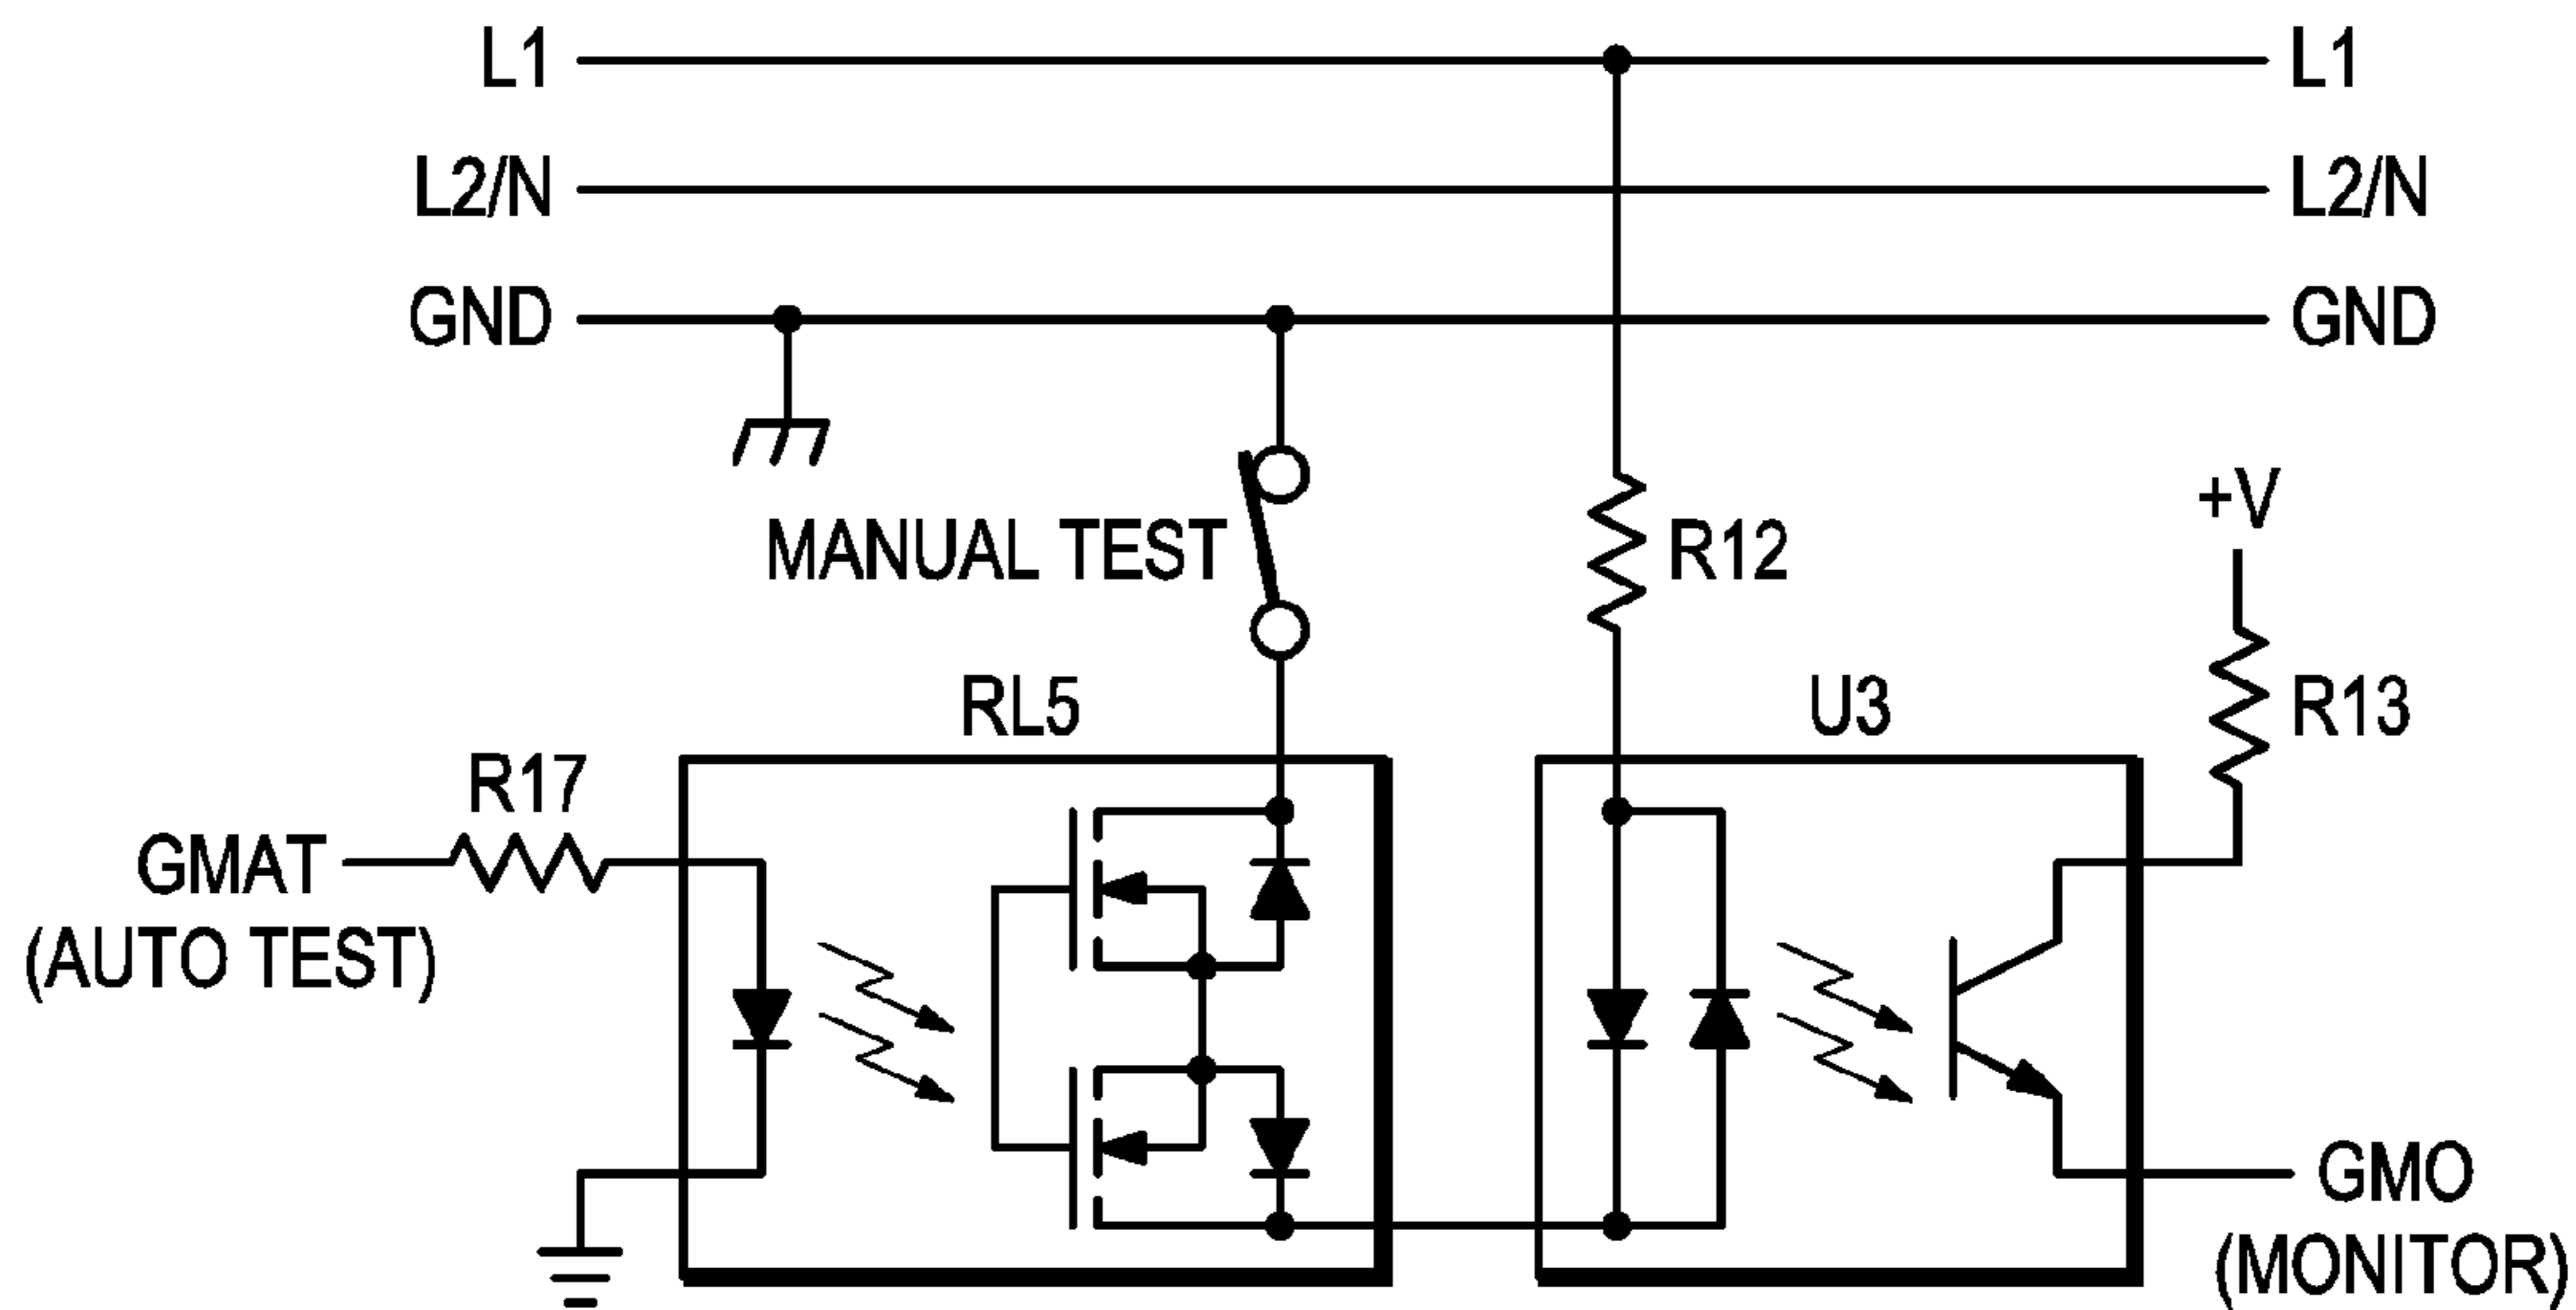 L1
L1
L2/N
L2/N
GND
GND
+V
MANUAL TEST
R12
RL5
U3
R13
R17
GMAT
(AUTO TEST)
GMO
(MONITOR)